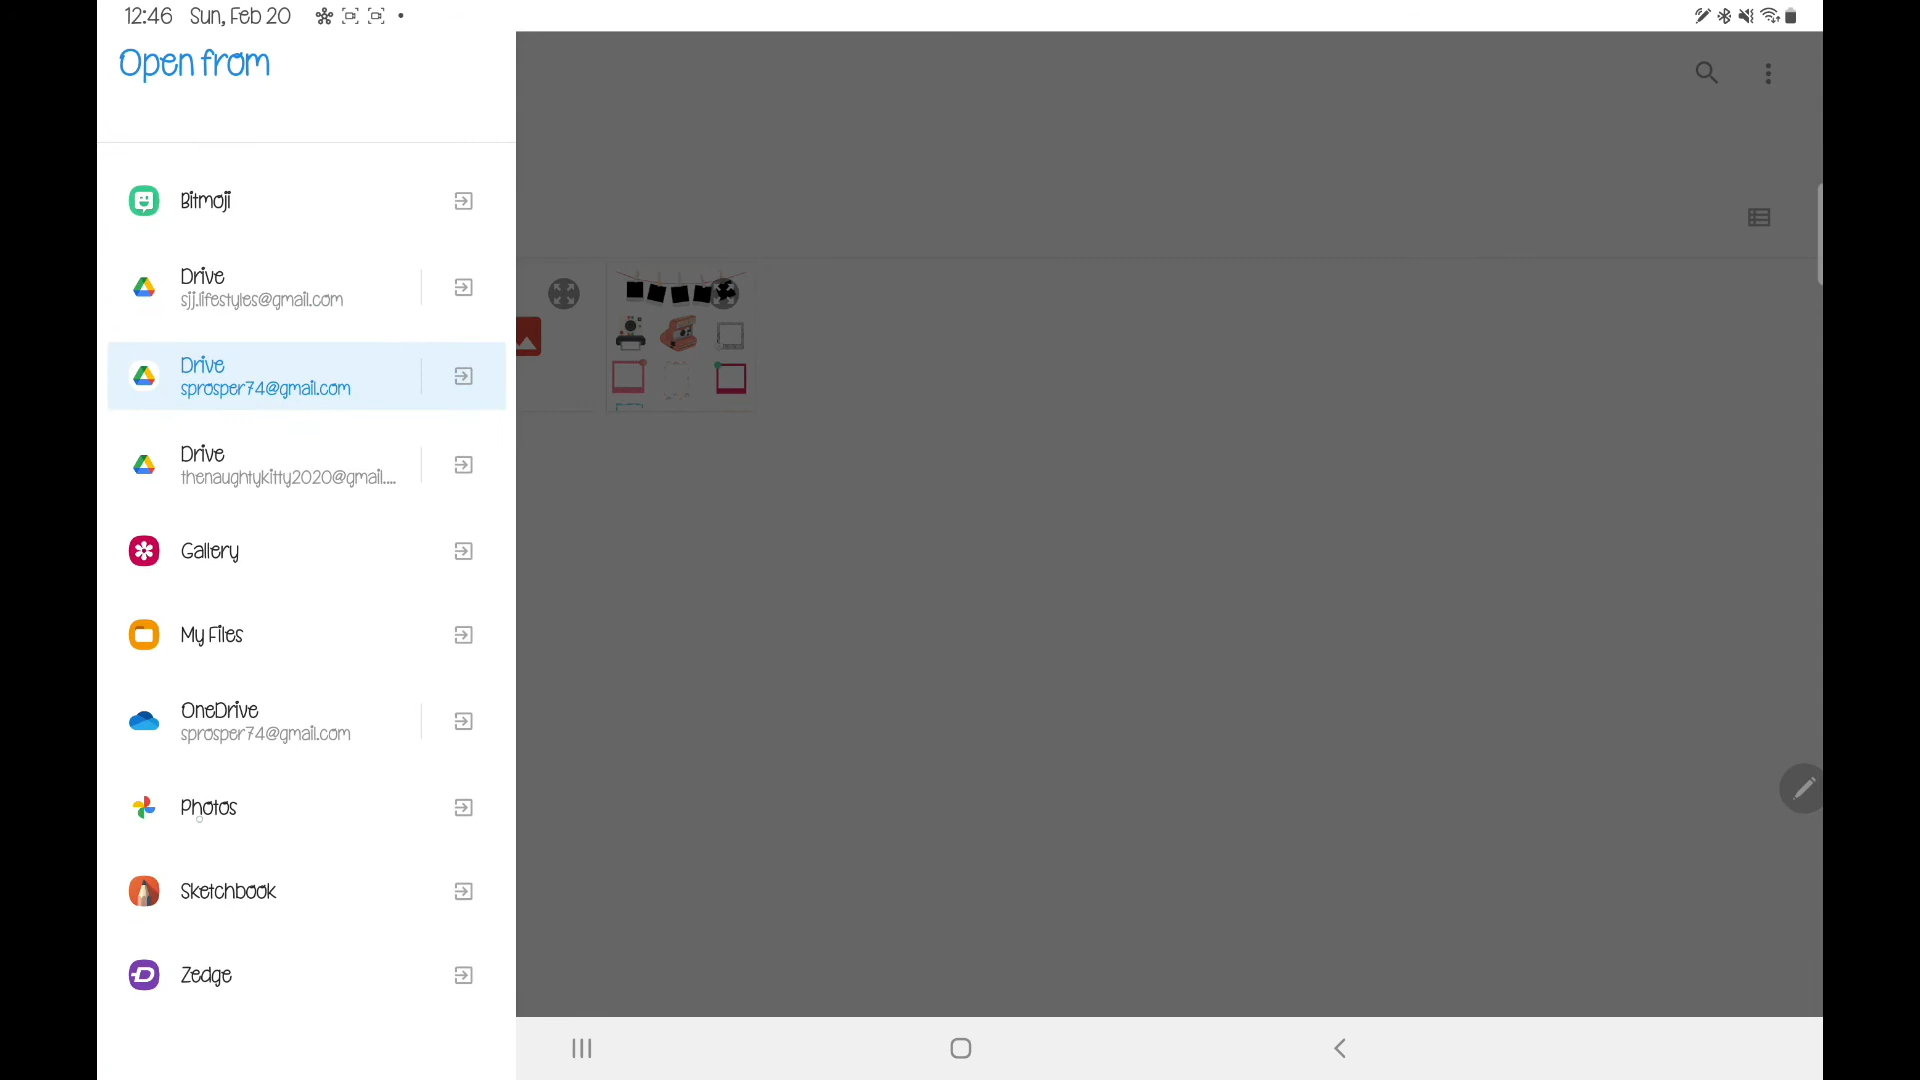 12:46 Sun, Feb 20
Open from
Bitmoji
Drive
sjj.lifestyles@gmail.com
Drive
sprosper74@gmail.com
Drive
thenaughtykitty2020@gmail....
Gallery
My Files
OneDrive
sprosper74@gmail.com
Photos
Sketchbook
Zedge